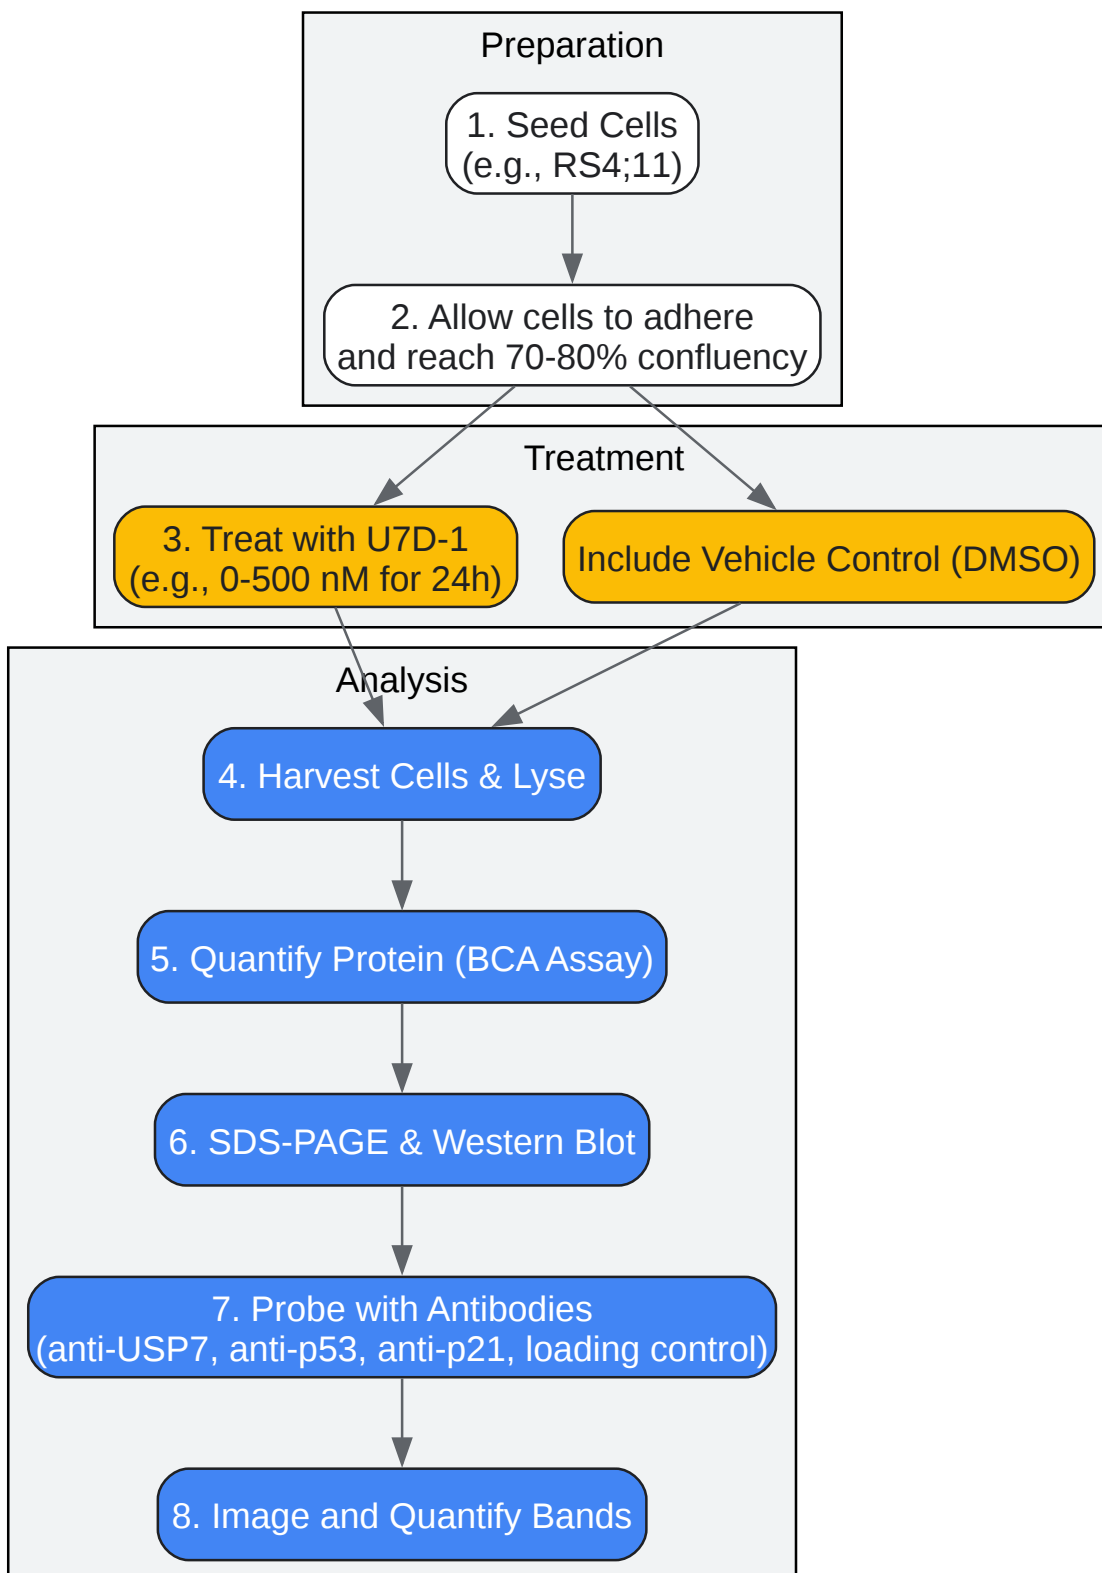 Preparation
1. Seed Cells
(e.g., RS4;11)
2. Allow cells to adhere
and reach 70-80% confluency
Treatment
3. Treat with U7D-1
(e.g., 0-500 nM for 24h)
Include Vehicle Control (DMSO)
Analysis
4. Harvest Cells & Lyse
5. Quantify Protein (BCA Assay)
6. SDS-PAGE & Western Blot
7. Probe with Antibodies
(anti-USP7, anti-p53, anti-p21, loading control)
8. Image and Quantify Bands